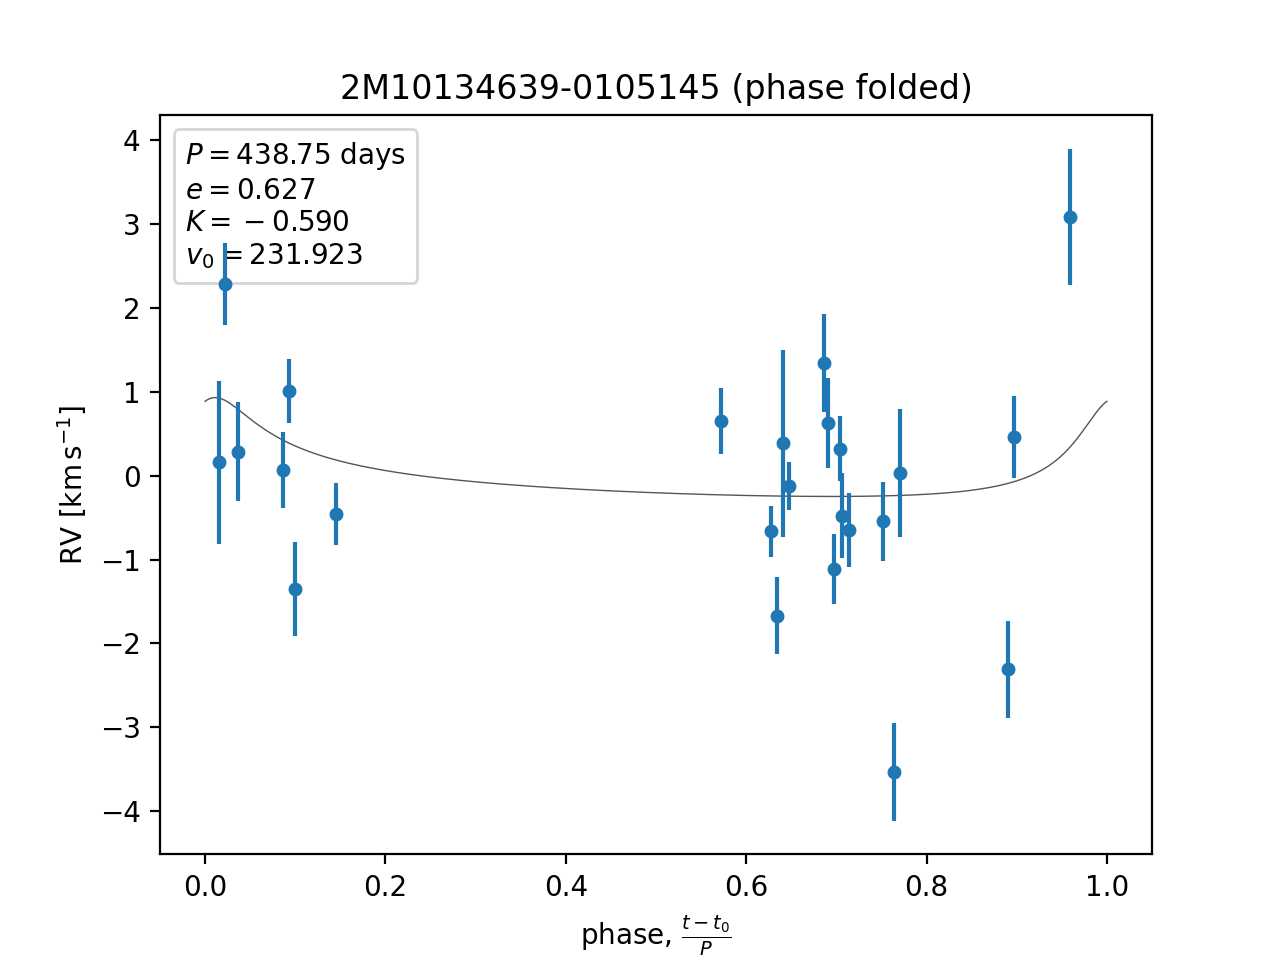 2M10134639-0105145 (phase folded)
P = 438.75 days
e = 0.627
K = −0.590
v₀ = 231.923
4
3
2
1
0
−1
−2
−3
−4
RV [km s⁻¹]
0.0 0.2 0.4 0.6 0.8 1.0
phase, (t − t₀)/P